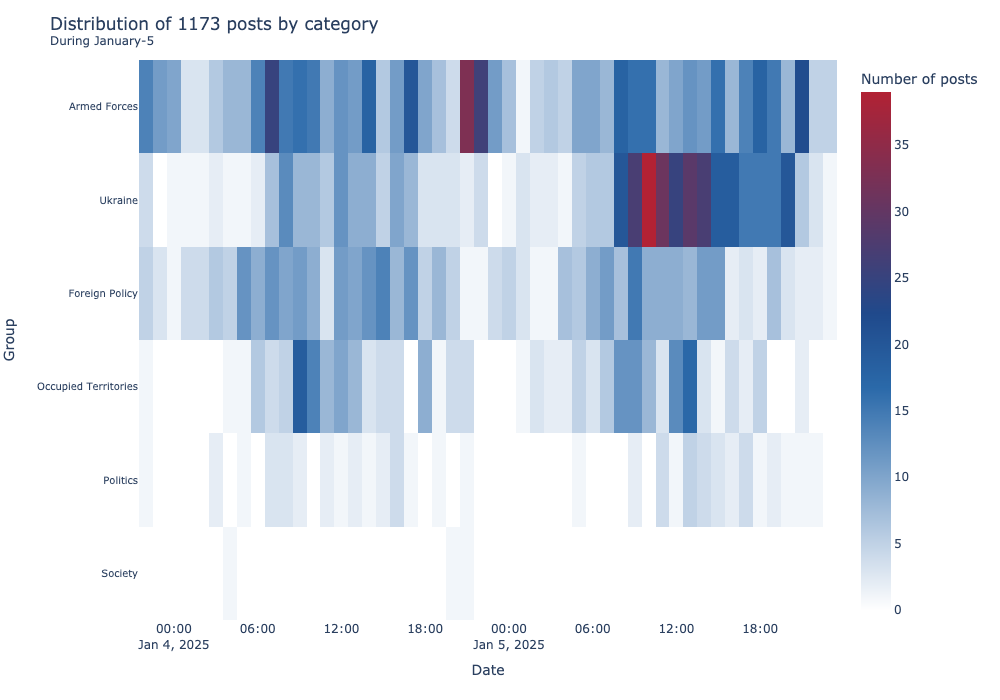 Distribution of 1173 posts by category
During January-5
Number of posts
Armed Forces
Ukraine
Foreign Policy
Occupied Territories
Politics
Society
Group
35
30
25
20
15
10
5
0
00:00 06:00 12:00 18:00 00:00 06:00 12:00 18:00
Jan 4, 2025 Jan 5, 2025
Date